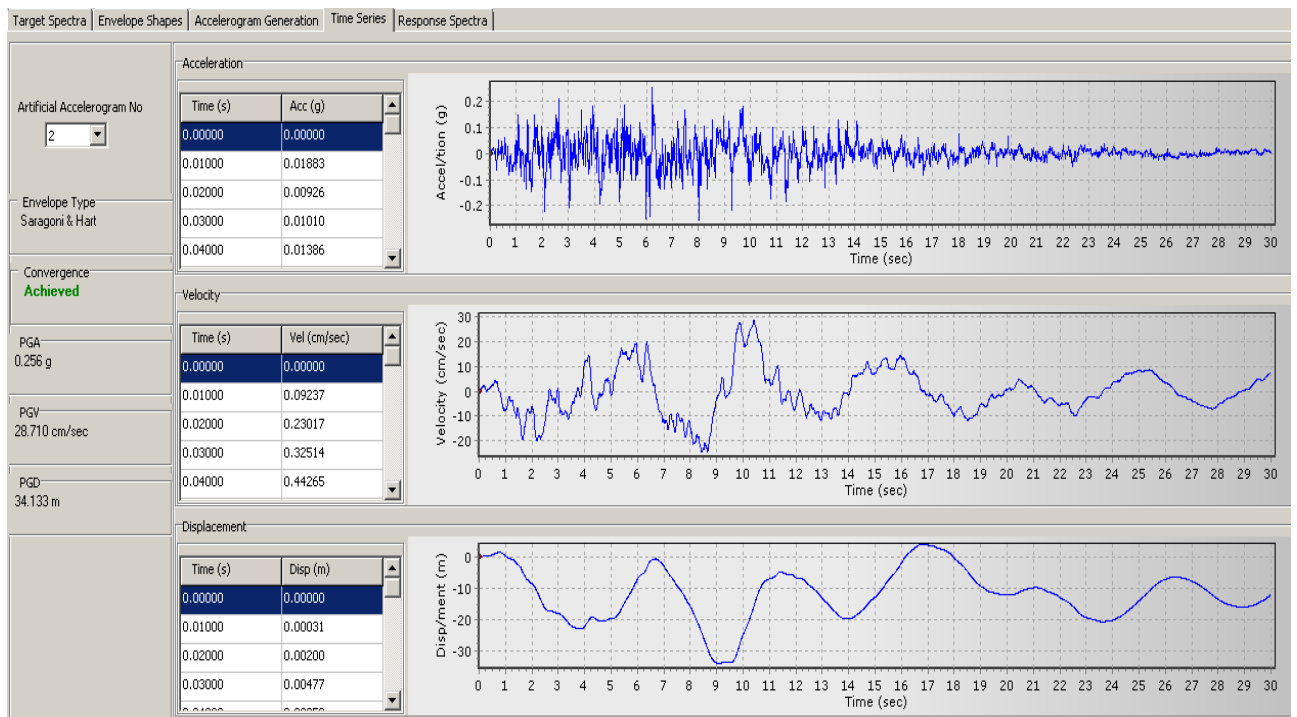 Target Spectra Envelope Shapes Accelerogram Generation Time Series Response Spectra
Artificial Accelerogram No
2
Envelope Type
Saragoni & Hart
Convergence
Achieved
PGA
0.256 g
PGV
28.710 cm/sec
PGD
34.133 m
Acceleration
Time (s) Acc (g)
0.00000 0.00000
0.01000 0.01883
0.02000 0.00926
0.03000 0.01010
0.04000 0.01386
Accel/tion (g)
0.2
0.1
0
-0.1
-0.2
0 1 2 3 4 5 6 7 8 9 10 11 12 13 14 15 16 17 18 19 20 21 22 23 24 25 26 27 28 29 30
Time (sec)
Velocity
Time (s) Vel (cm/sec)
0.00000 0.00000
0.01000 0.09237
0.02000 0.23017
0.03000 0.32514
0.04000 0.44265
Velocity (cm/sec)
30
20
10
0
-10
-20
0 1 2 3 4 5 6 7 8 9 10 11 12 13 14 15 16 17 18 19 20 21 22 23 24 25 26 27 28 29 30
Time (sec)
Displacement
Time (s) Disp (m)
0.00000 0.00000
0.01000 0.00031
0.02000 0.00200
0.03000 0.00477
Disp/ment (m)
0
-10
-20
-30
0 1 2 3 4 5 6 7 8 9 10 11 12 13 14 15 16 17 18 19 20 21 22 23 24 25 26 27 28 29 30
Time (sec)